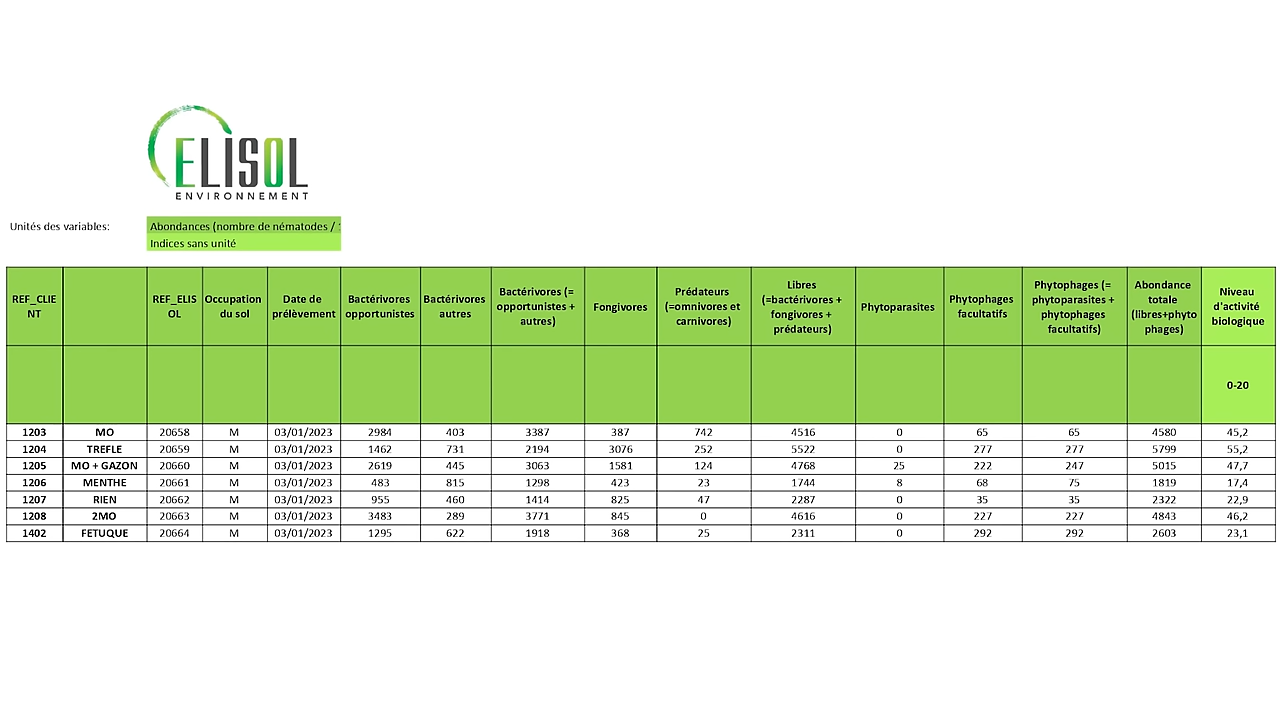 ELISOL
ENVIRONNEMENT
Unités des variables: Abondances (nombre de nématodes /
Indices sans unité
REF_CLIENT REF_ELISOL Occupation du sol Date de prélèvement Bactérivores opportunistes Bactérivores autres Bactérivores (= opportunistes + autres) Fongivores Prédateurs (=omnivores et carnivores) Libres (=bactérivores + fongivores + prédateurs) Phytoparasites Phytophages facultatifs Phytophages (= phytoparasites + phytophages facultatifs) Abondance totale (libres+phytophages) Niveau d'activité biologique
0-20
1203 MO 20658 M 03/01/2023 2984 403 3387 387 742 4516 0 65 65 4580 45,2
1204 TREFLE 20659 M 03/01/2023 1462 731 2194 3076 252 5522 0 277 277 5799 55,2
1205 MO + GAZON 20660 M 03/01/2023 2619 445 3063 1581 124 4768 25 222 247 5015 47,7
1206 MENTHE 20661 M 03/01/2023 483 815 1298 423 23 1744 8 68 75 1819 17,4
1207 RIEN 20662 M 03/01/2023 955 460 1414 825 47 2287 0 35 35 2322 22,9
1208 2MO 20663 M 03/01/2023 3483 289 3771 845 0 4616 0 227 227 4843 46,2
1402 FETUQUE 20664 M 03/01/2023 1295 622 1918 368 25 2311 0 292 292 2603 23,1